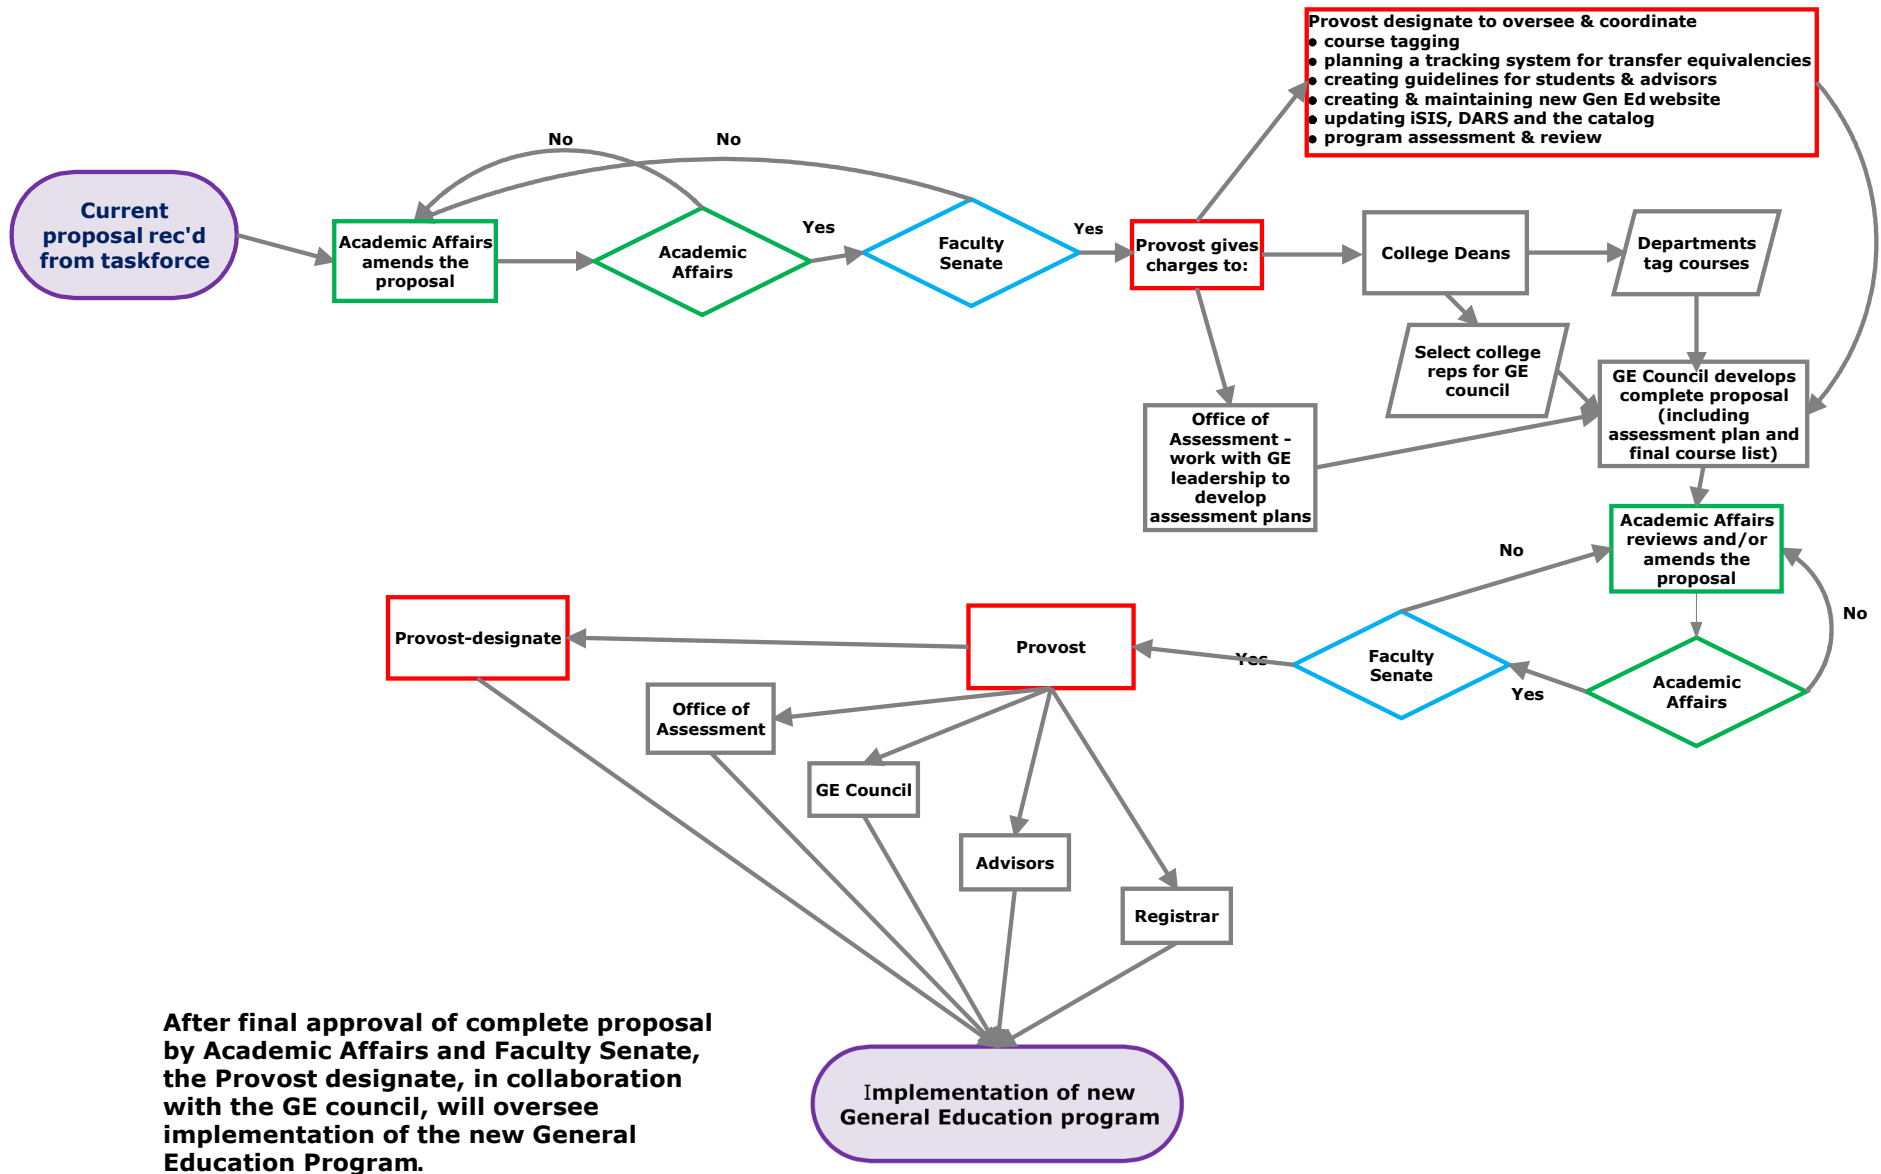 Provost designate to oversee & coordinate
● course tagging
● planning a tracking system for transfer equivalencies
● creating guidelines for students & advisors
● creating & maintaining new Gen Ed website
● updating iSIS, DARS and the catalog
● program assessment & review
No
No
Current
proposal rec'd
from taskforce
Academic Affairs
amends the
proposal
Academic
Affairs
Yes
Faculty
Senate
Yes
Provost gives
charges to:
College Deans
Departments
tag courses
Select college
reps for GE
council
GE Council develops
complete proposal
(including
assessment plan and
final course list)
Office of
Assessment -
work with GE
leadership to
develop
assessment plans
Academic Affairs
reviews and/or
amends the
proposal
No
No
Academic
Affairs
Yes
Faculty
Senate
Yes
Provost
Provost-designate
Office of
Assessment
GE Council
Advisors
Registrar
Implementation of new
General Education program
After final approval of complete proposal
by Academic Affairs and Faculty Senate,
the Provost designate, in collaboration
with the GE council, will oversee
implementation of the new General
Education Program.